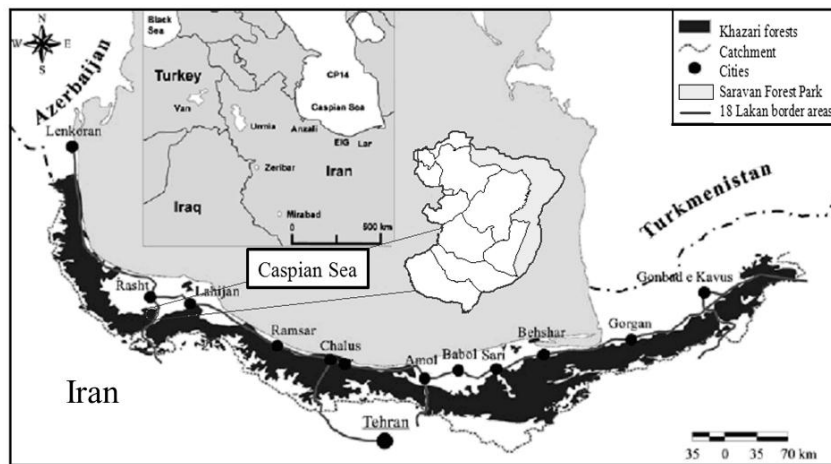 N
W
E
S
Azerbaijan
Lenkoran
Black
Sea
Turkey
Van
Urmia
CP14
Caspian Sea
Anzali
EIG
Lar
Zeribar
Iran
Iraq
Mirabad
0
500 km
Khazari forests
Catchment
Cities
Saravan Forest Park
18 Lakan border areas
Turkmenistan
Caspian Sea
Rasht
Lahijan
Ramsar
Chalus
Amol
Babol
Sari
Behshar
Gorgan
Gonbad e Kavus
Iran
Tehran
35 0 35 70 km